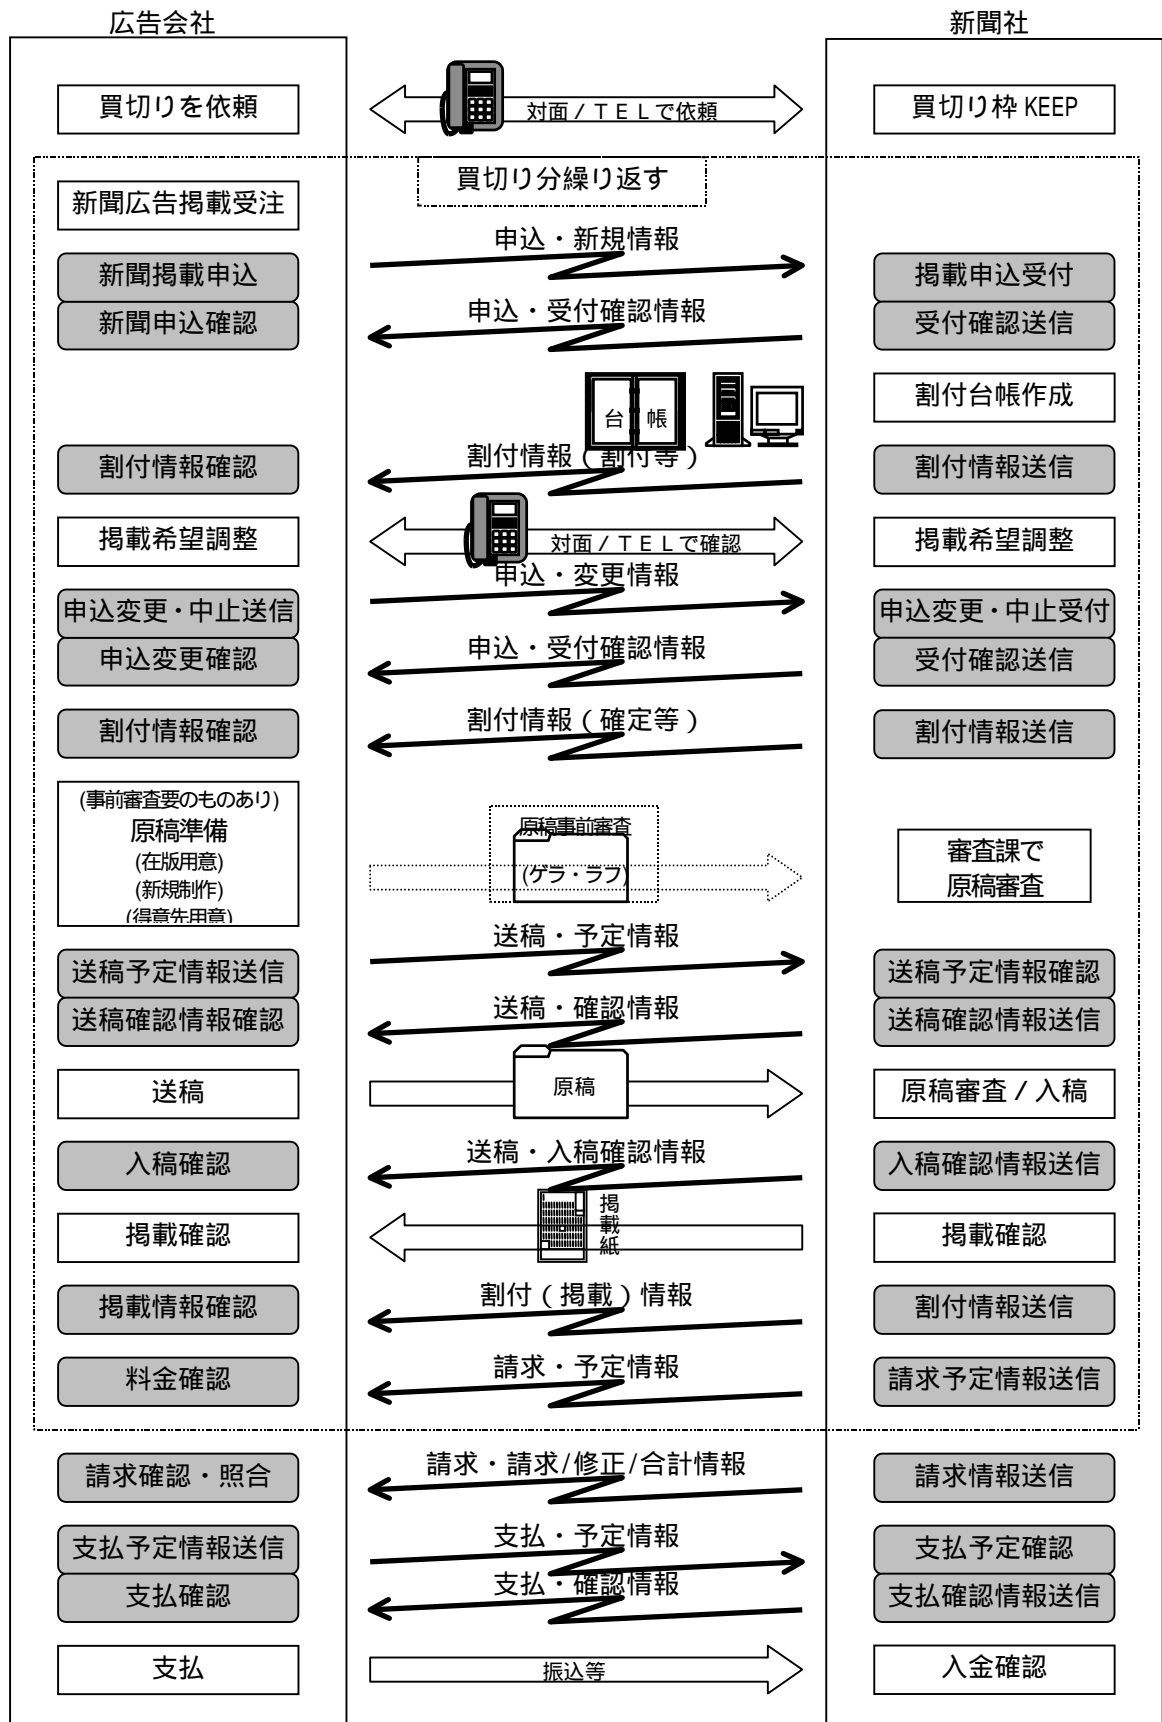 広告会社
新聞社
買切りを依頼
対面/TELで依頼
買切り枠 KEEP
買切り分繰り返す
新聞広告掲載受注
申込・新規情報
新聞掲載申込
掲載申込受付
申込・受付確認情報
新聞申込確認
受付確認送信
割付台帳作成
台 帳
割付情報(割付等)
割付情報確認
割付情報送信
掲載希望調整
対面/TELで確認
掲載希望調整
申込・変更情報
申込変更・中止送信
申込変更・中止受付
申込・受付確認情報
申込変更確認
受付確認送信
割付情報(確定等)
割付情報確認
割付情報送信
(事前審査要のものあり)
原稿準備
(在版用意)
(新規制作)
(得意先用意)
原稿事前審査
(ゲラ・ラフ)
審査課で
原稿審査
送稿・予定情報
送稿予定情報送信
送稿予定情報確認
送稿・確認情報
送稿確認情報確認
送稿確認情報送信
送稿
原稿
原稿審査/入稿
送稿・入稿確認情報
入稿確認
入稿確認情報送信
掲載確認
掲載紙
掲載確認
割付(掲載)情報
掲載情報確認
割付情報送信
請求・予定情報
料金確認
請求予定情報送信
請求・請求/修正/合計情報
請求確認・照合
請求情報送信
支払・予定情報
支払予定情報送信
支払予定確認
支払・確認情報
支払確認
支払確認情報送信
支払
振込等
入金確認